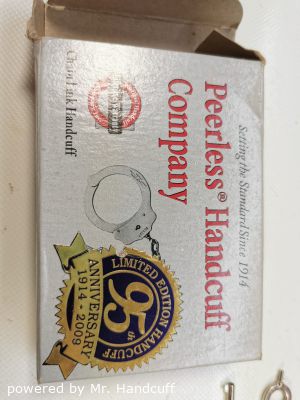 Setting the Standard Since 1914
Peerless® Handcuff
Company
Chain Link Handcuff
LIMITED EDITION HANDCUFF
95th
ANNIVERSARY
1914 - 2009
powered by Mr. Handcuff